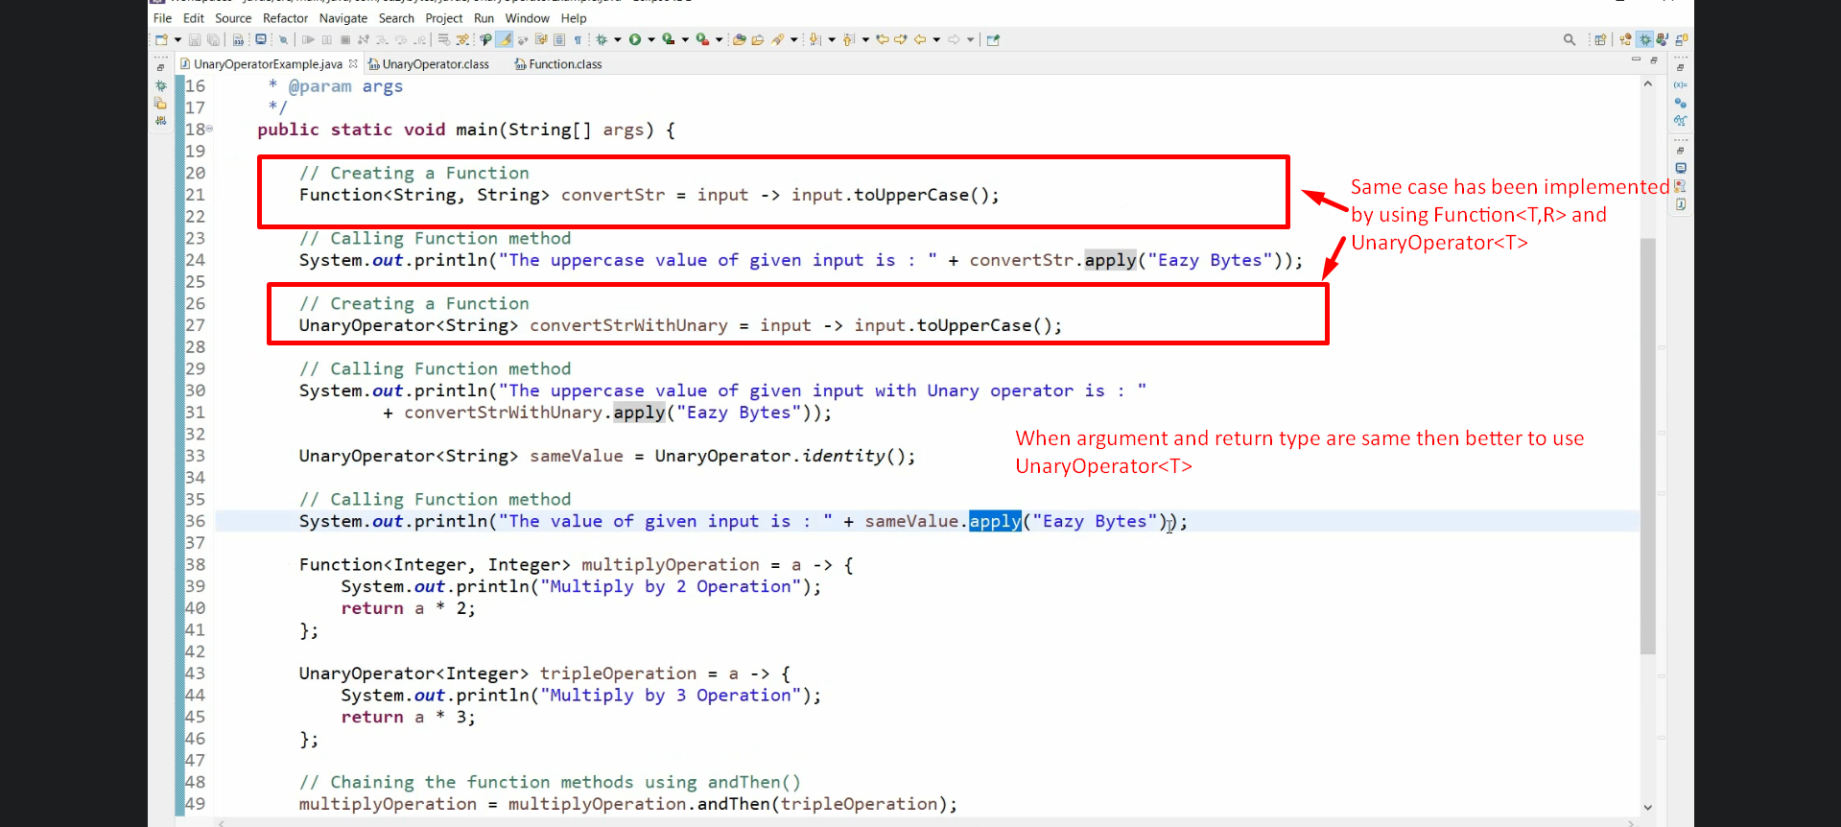 File Edit Source Refactor Navigate Search Project Run Window Help
UnaryOperatorExample.java UnaryOperator.class Function.class
16 * @param args
17 */
18 public static void main(String[] args) {
19
20 // Creating a Function
21 Function<String, String> convertStr = input -> input.toUpperCase();
22
23 // Calling Function method
24 System.out.println("The uppercase value of given input is : " + convertStr.apply("Eazy Bytes"));
25
26 // Creating a Function
27 UnaryOperator<String> convertStrWithUnary = input -> input.toUpperCase();
28
29 // Calling Function method
30 System.out.println("The uppercase value of given input with Unary operator is : "
31 + convertStrWithUnary.apply("Eazy Bytes"));
32
33 UnaryOperator<String> sameValue = UnaryOperator.identity();
34
35 // Calling Function method
36 System.out.println("The value of given input is : " + sameValue.apply("Eazy Bytes"));
37
38 Function<Integer, Integer> multiplyOperation = a -> {
39 System.out.println("Multiply by 2 Operation");
40 return a * 2;
41 };
42
43 UnaryOperator<Integer> tripleOperation = a -> {
44 System.out.println("Multiply by 3 Operation");
45 return a * 3;
46 };
47
48 // Chaining the function methods using andThen()
49 multiplyOperation = multiplyOperation.andThen(tripleOperation);
Same case has been implemented
by using Function<T,R> and
UnaryOperator<T>
When argument and return type are same then better to use
UnaryOperator<T>